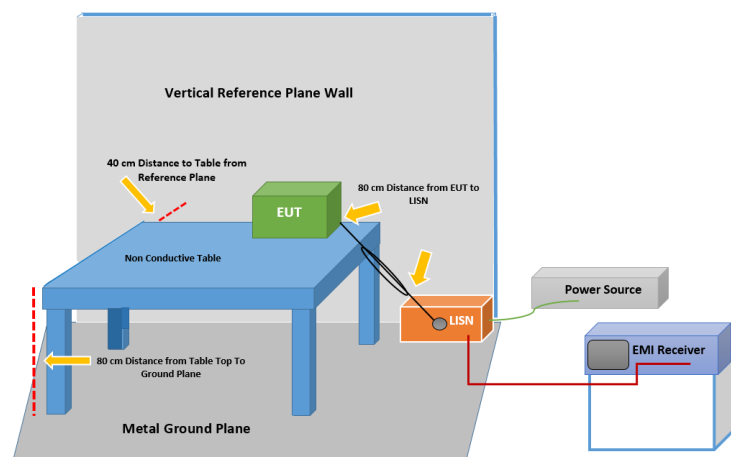 Vertical Reference Plane Wall
40 cm Distance to Table from
Reference Plane
80 cm Distance from EUT to
LISN
EUT
Non Conductive Table
Power Source
LISN
EMI Receiver
80 cm Distance from Table Top To
Ground Plane
Metal Ground Plane